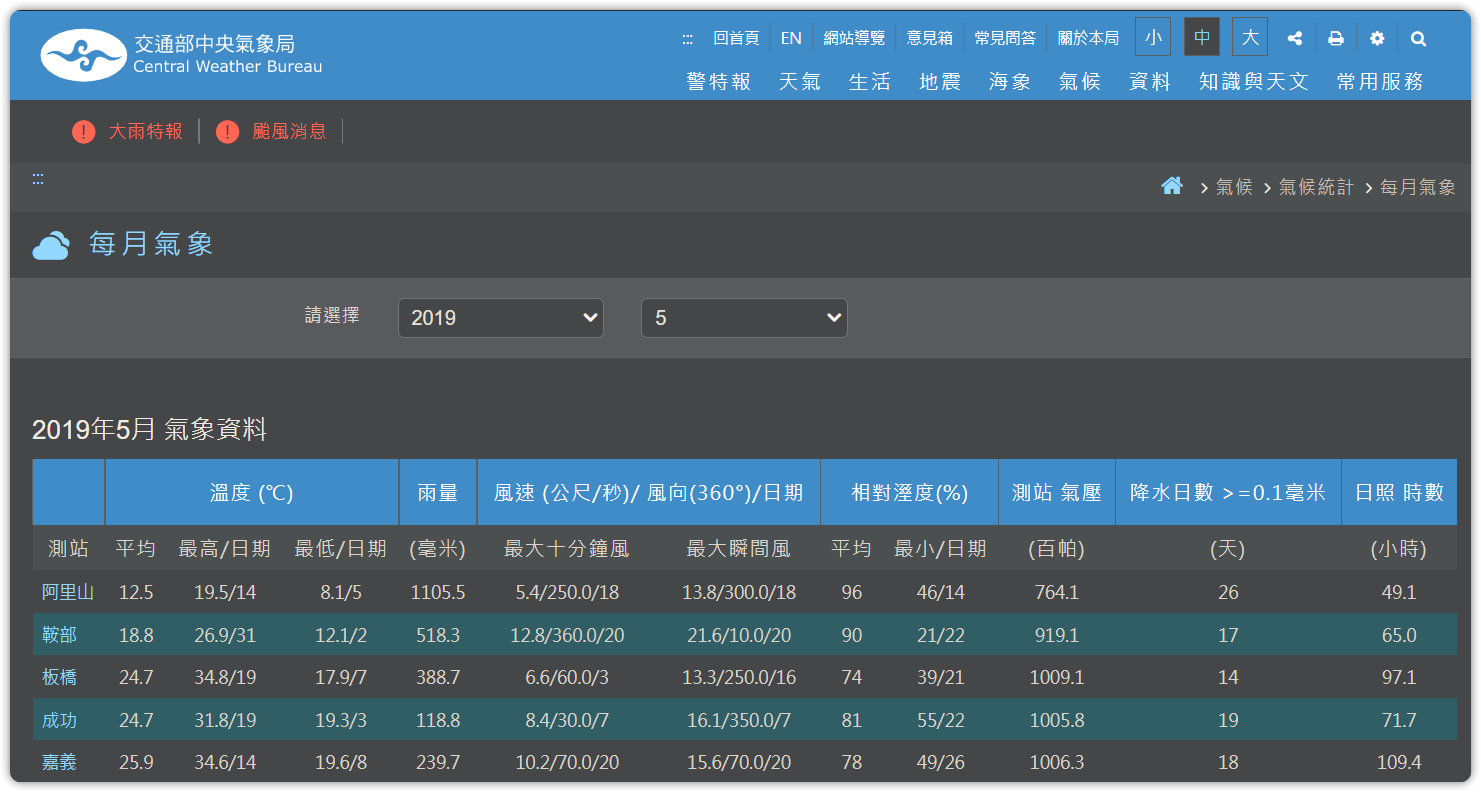 交通部中央氣象局
Central Weather Bureau
::: 回首頁 EN 網站導覽 意見箱 常見問答 關於本局 小 中 大
警特報 天氣 生活 地震 海象 氣候 資料 知識與天文 常用服務
! 大雨特報 ! 颱風消息
:::
> 氣候 > 氣候統計 > 每月氣象
每月氣象
請選擇 2019 5
2019年5月 氣象資料
溫度 (℃) 雨量 風速 (公尺/秒)/ 風向(360°)/日期 相對溼度(%) 測站 氣壓 降水日數 >=0.1毫米 日照 時數
測站 平均 最高/日期 最低/日期 (毫米) 最大十分鐘風 最大瞬間風 平均 最小/日期 (百帕) (天) (小時)
阿里山 12.5 19.5/14 8.1/5 1105.5 5.4/250.0/18 13.8/300.0/18 96 46/14 764.1 26 49.1
鞍部 18.8 26.9/31 12.1/2 518.3 12.8/360.0/20 21.6/10.0/20 90 21/22 919.1 17 65.0
板橋 24.7 34.8/19 17.9/7 388.7 6.6/60.0/3 13.3/250.0/16 74 39/21 1009.1 14 97.1
成功 24.7 31.8/19 19.3/3 118.8 8.4/30.0/7 16.1/350.0/7 81 55/22 1005.8 19 71.7
嘉義 25.9 34.6/14 19.6/8 239.7 10.2/70.0/20 15.6/70.0/20 78 49/26 1006.3 18 109.4